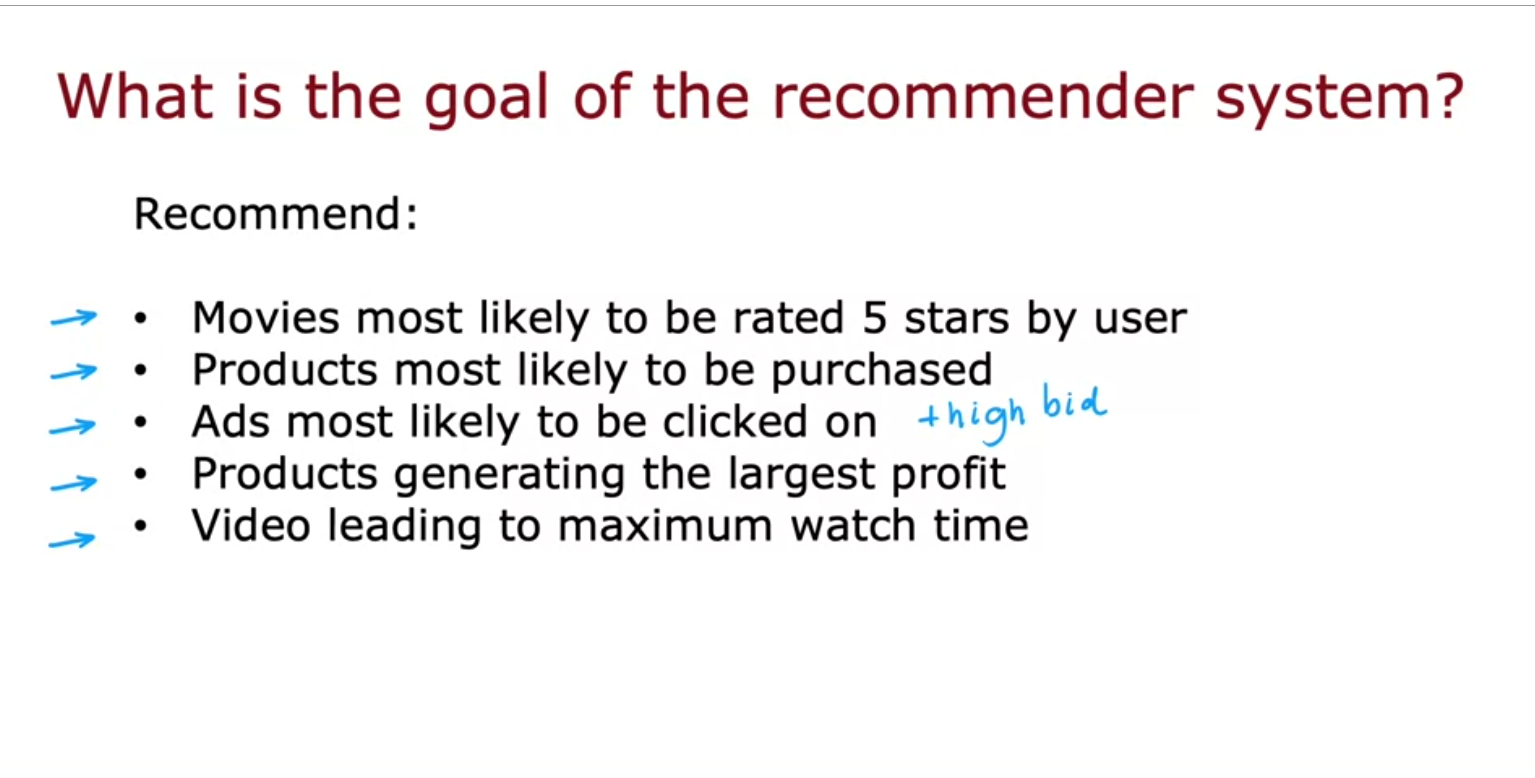 What is the goal of the recommender system?
Recommend:
• Movies most likely to be rated 5 stars by user
• Products most likely to be purchased
• Ads most likely to be clicked on +high bid
• Products generating the largest profit
• Video leading to maximum watch time